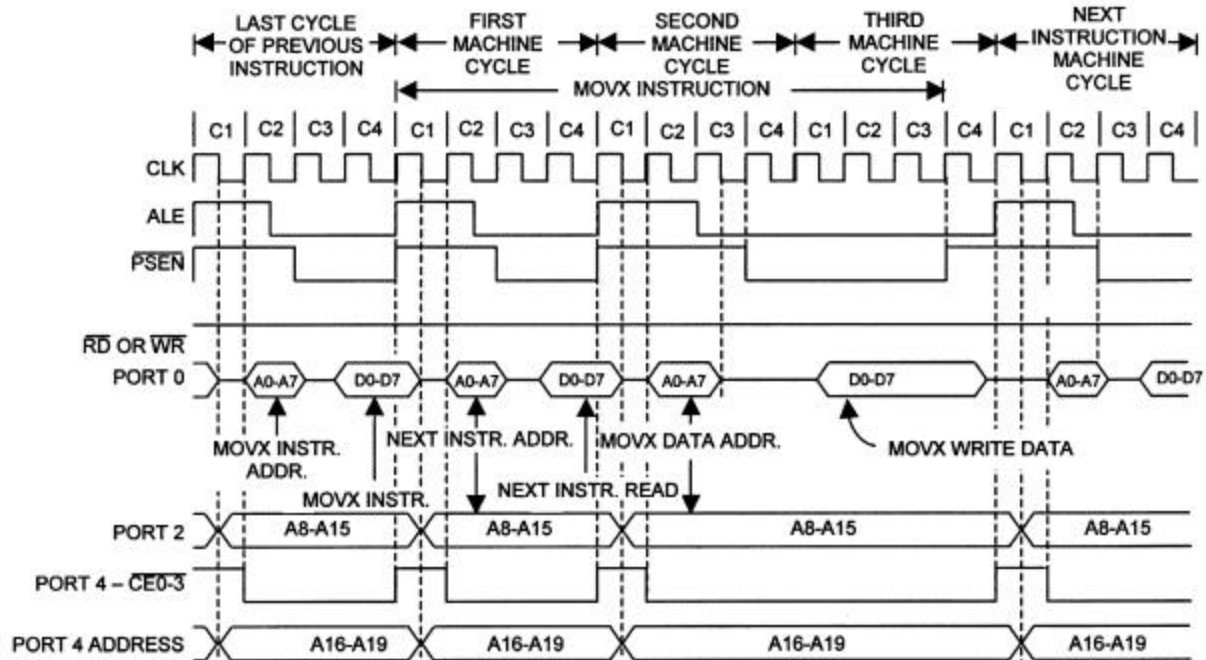 LAST CYCLE
OF PREVIOUS
INSTRUCTION
FIRST
MACHINE
CYCLE
SECOND
MACHINE
CYCLE
THIRD
MACHINE
CYCLE
NEXT
INSTRUCTION
MACHINE
CYCLE
MOVX INSTRUCTION
C1 C2 C3 C4 C1 C2 C3 C4 C1 C2 C3 C4 C1 C2 C3 C4 C1 C2 C3 C4
CLK
ALE
PSEN
RD OR WR
PORT 0 A0-A7 D0-D7 A0-A7 D0-D7 A0-A7 D0-D7 A0-A7 D0-D7
MOVX INSTR.
ADDR.
NEXT INSTR. ADDR.
MOVX DATA ADDR.
MOVX WRITE DATA
MOVX INSTR.
NEXT INSTR. READ
PORT 2 A8-A15 A8-A15 A8-A15 A8-A15
PORT 4 – CE0-3
PORT 4 ADDRESS A16-A19 A16-A19 A16-A19 A16-A19